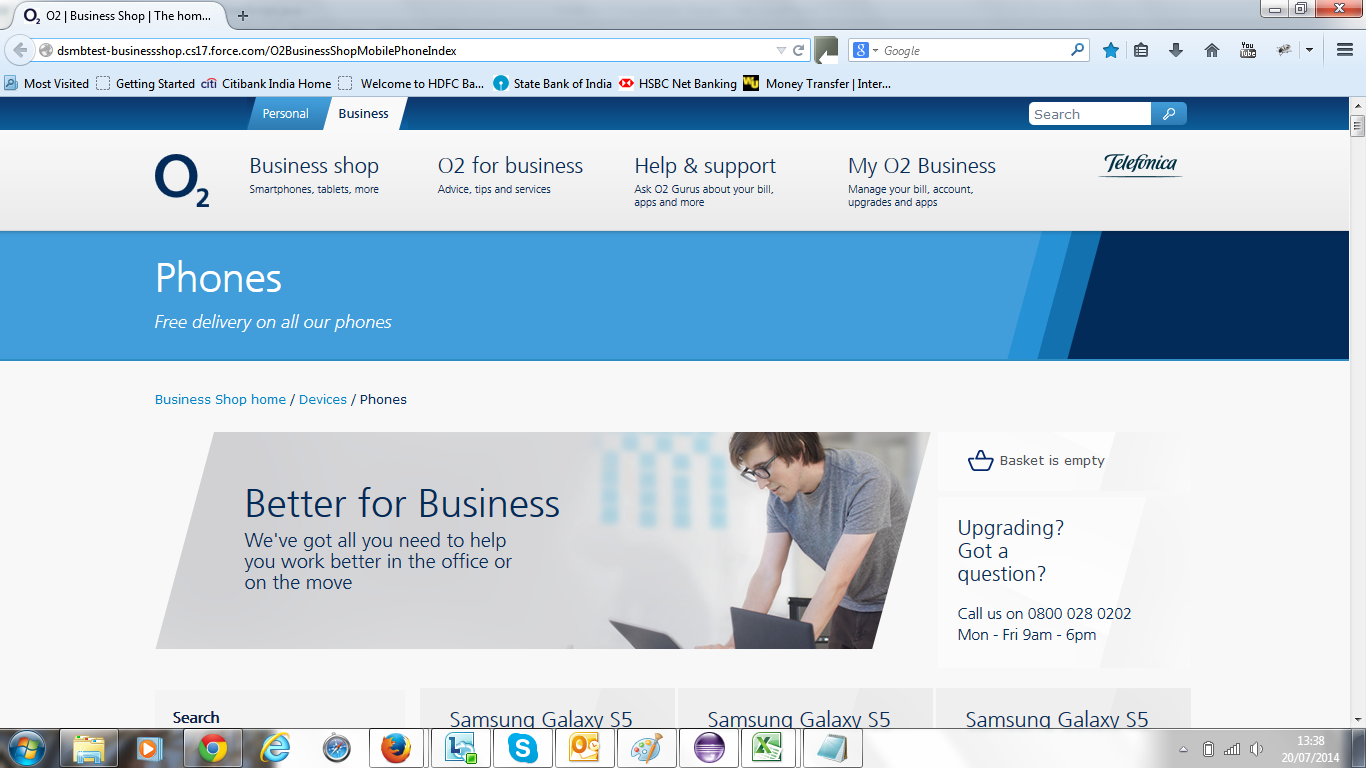 O2 | Business Shop | The hom...
dsmbtest-businessshop.cs17.force.com/O2BusinessShopMobilePhoneIndex
Google
Most Visited
Getting Started
Citibank India Home
Welcome to HDFC Ba...
State Bank of India
HSBC Net Banking
Money Transfer | Inter...
Personal
Business
Search
O2
Business shop
Smartphones, tablets, more
O2 for business
Advice, tips and services
Help & support
Ask O2 Gurus about your bill,
apps and more
My O2 Business
Manage your bill, account,
upgrades and apps
Telefónica
Phones
Free delivery on all our phones
Business Shop home / Devices / Phones
Better for Business
We've got all you need to help
you work better in the office or
on the move
Basket is empty
Upgrading?
Got a
question?
Call us on 0800 028 0202
Mon - Fri 9am - 6pm
Search
Samsung Galaxy S5
Samsung Galaxy S5
Samsung Galaxy S5
13:38
20/07/2014